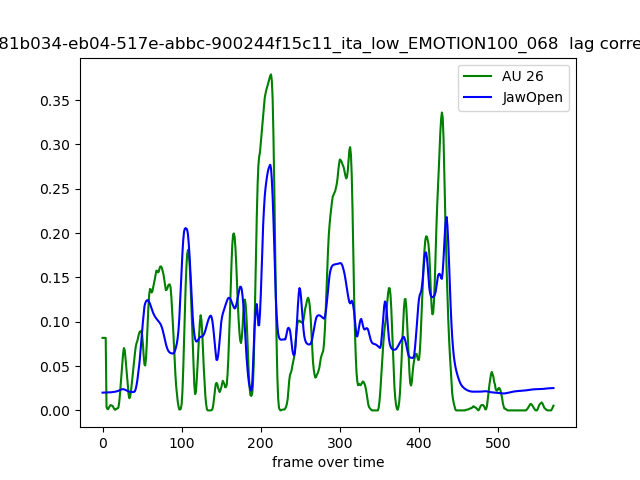 81b034-eb04-517e-abbc-900244f15c11_ita_low_EMOTION100_068 lag corre
AU 26
JawOpen
0.35
0.30
0.25
0.20
0.15
0.10
0.05
0.00
0 100 200 300 400 500
frame over time